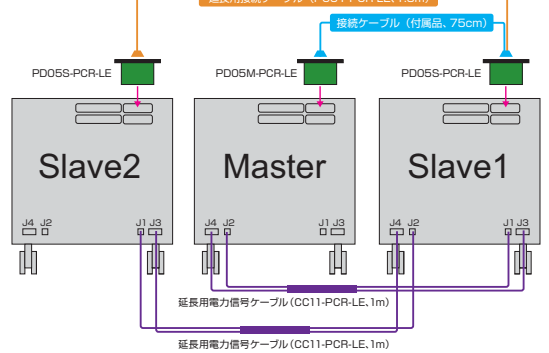 接続ケーブル（付属品、75cm）
PD05S-PCR-LE
PD05M-PCR-LE
PD05S-PCR-LE
Slave2
Master
Slave1
J4 J2 J1 J3
J4 J2 J1 J3
J4 J2 J1 J3
延長用電力信号ケーブル（CC11-PCR-LE、1m）
延長用電力信号ケーブル（CC11-PCR-LE、1m）